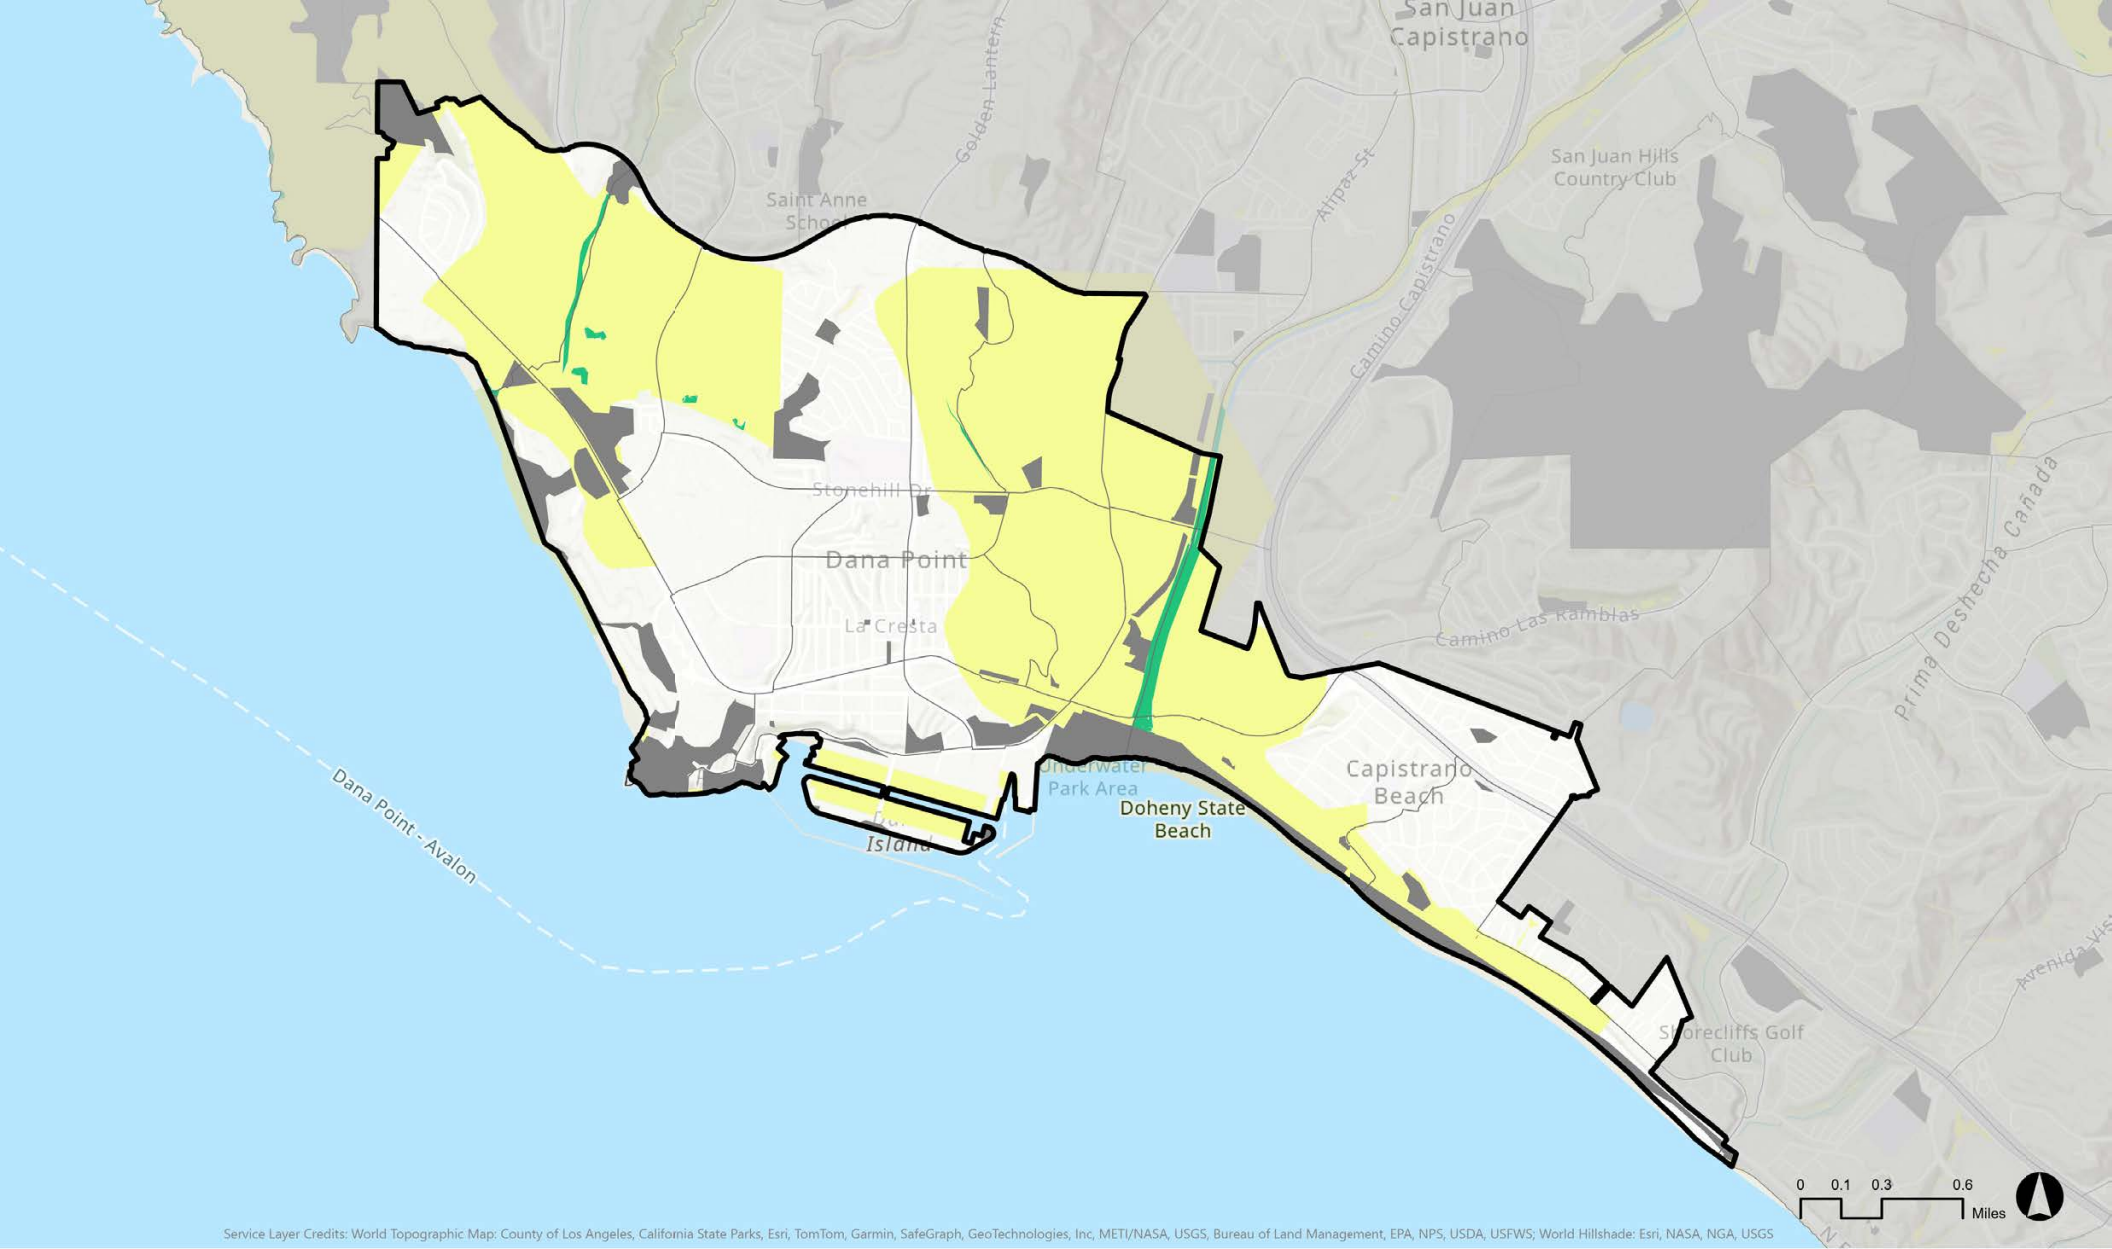 San Juan
Capistrano
Golden Lantern
Saint Anne
School
Alipaz St
San Juan Hills
Country Club
Camino Capistrano
Stonehill Dr
Dana Point
La Cresta
Camino Las Ramblas
Prima Deshecha Cañada
Underwater
Park Area
Doheny State
Beach
Capistrano
Beach
Island
Dana Point - Avalon
Shorecliffs Golf
Club
Avenida Vist
0 0.1 0.3 0.6
Miles
Service Layer Credits: World Topographic Map: County of Los Angeles, California State Parks, Esri, TomTom, Garmin, SafeGraph, GeoTechnologies, Inc, METI/NASA, USGS, Bureau of Land Management, EPA, NPS, USDA, USFWS; World Hillshade: Esri, NASA, NGA, USGS